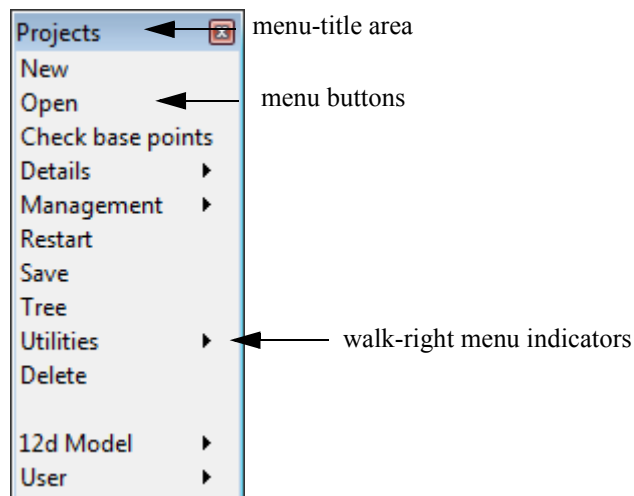 Projects menu-title area
New
Open menu buttons
Check base points
Details
Management
Restart
Save
Tree
Utilities walk-right menu indicators
Delete
12d Model
User